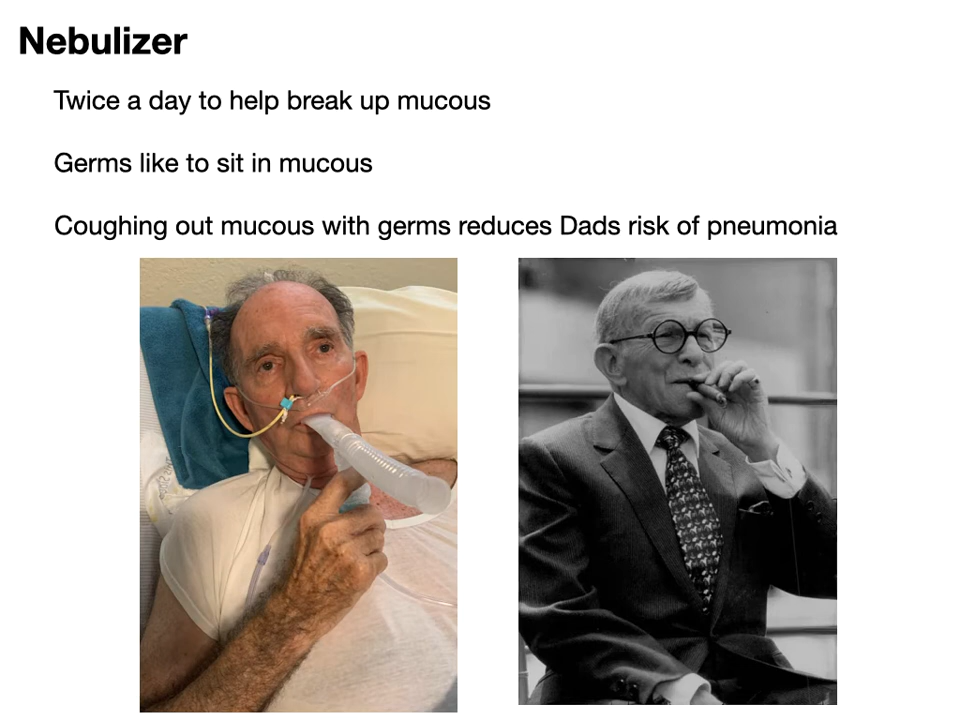 Nebulizer
Twice a day to help break up mucous
Germs like to sit in mucous
Coughing out mucous with germs reduces Dads risk of pneumonia